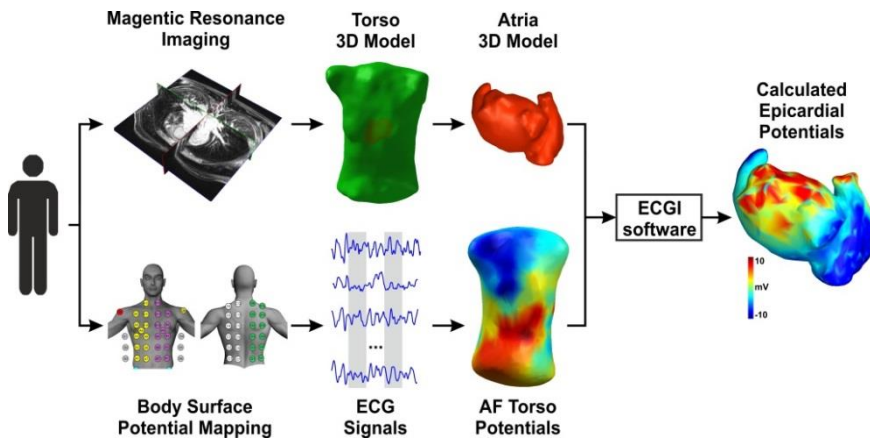 Magentic Resonance
Imaging
Torso
3D Model
Atria
3D Model
Calculated
Epicardial
Potentials
ECGI
software
10
mV
-10
...
Body Surface
Potential Mapping
ECG
Signals
AF Torso
Potentials